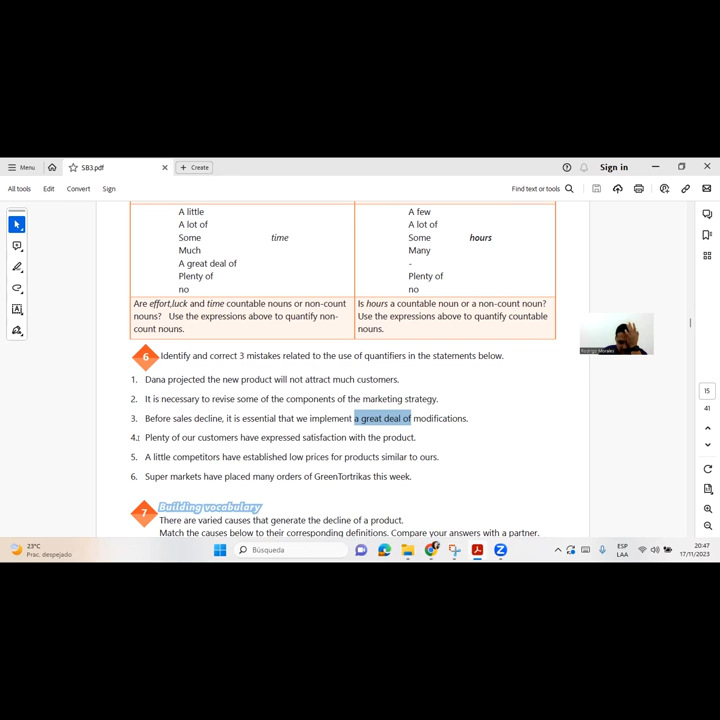 Menu
SB3.pdf
Create
Sign in
All tools
Edit
Convert
Sign
Find text or tools
A little
A lot of
Some
time
Much
A great deal of
Plenty of
no
A few
A lot of
Some
hours
Many
-
Plenty of
no
Are effort,luck and time countable nouns or non-count
nouns? Use the expressions above to quantify non-
count nouns.
Is hours a countable noun or a non-count noun?
Use the expressions above to quantify countable
nouns.
6 Identify and correct 3 mistakes related to the use of quantifiers in the statements below.
1. Dana projected the new product will not attract much customers.
2. It is necessary to revise some of the components of the marketing strategy.
3. Before sales decline, it is essential that we implement a great deal of modifications.
4. Plenty of our customers have expressed satisfaction with the product.
5. A little competitors have established low prices for products similar to ours.
6. Super markets have placed many orders of GreenTortrikas this week.
7 Building vocabulary
There are varied causes that generate the decline of a product.
Match the causes below to their corresponding definitions. Compare your answers with a partner.
Rodrigo Morales
15
41
23°C
Prac. despejado
Búsqueda
ESP
LAA
20:47
17/11/2023